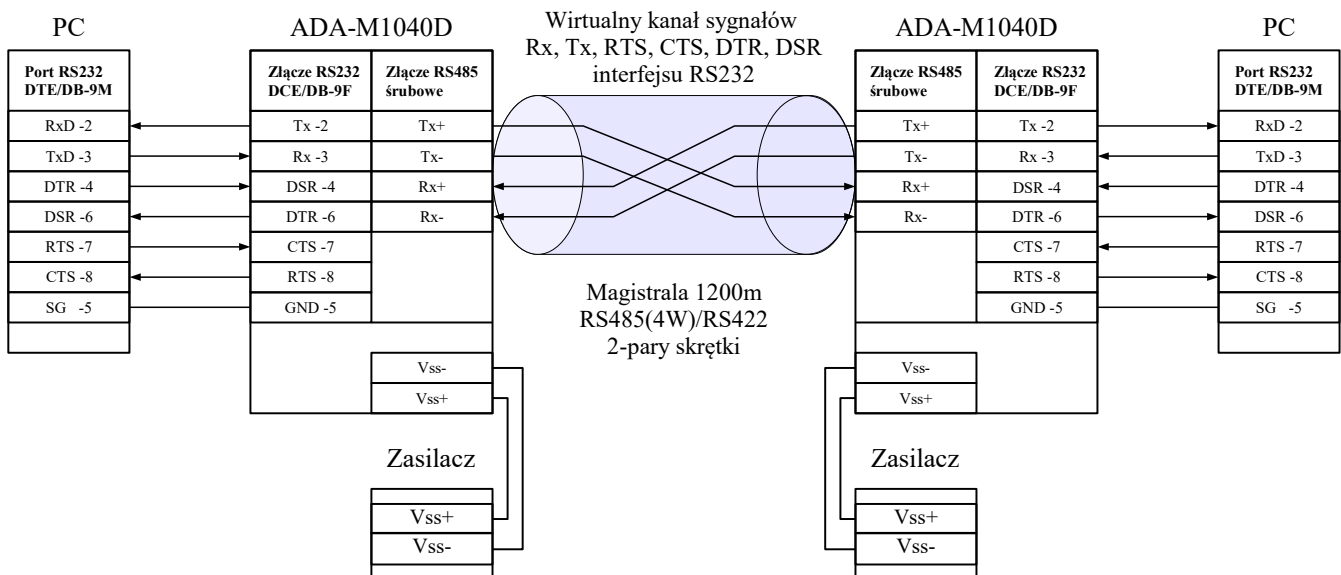 PC
ADA-M1040D
Wirtualny kanał sygnałów
Rx, Tx, RTS, CTS, DTR, DSR
interfejsu RS232
ADA-M1040D
PC
Port RS232
DTE/DB-9M
Złącze RS232
DCE/DB-9F
Złącze RS485
śrubowe
Złącze RS485
śrubowe
Złącze RS232
DCE/DB-9F
Port RS232
DTE/DB-9M
RxD -2
Tx -2
Tx+
Tx+
Tx -2
RxD -2
TxD -3
Rx -3
Tx-
Tx-
Rx -3
TxD -3
DTR -4
DSR -4
Rx+
Rx+
DSR -4
DTR -4
DSR -6
DTR -6
Rx-
Rx-
DTR -6
DSR -6
RTS -7
CTS -7
CTS -7
RTS -7
CTS -8
RTS -8
RTS -8
CTS -8
SG -5
GND -5
GND -5
SG -5
Magistrala 1200m
RS485(4W)/RS422
2-pary skrętki
Vss-
Vss+
Vss-
Vss+
Zasilacz
Zasilacz
Vss+
Vss-
Vss+
Vss-